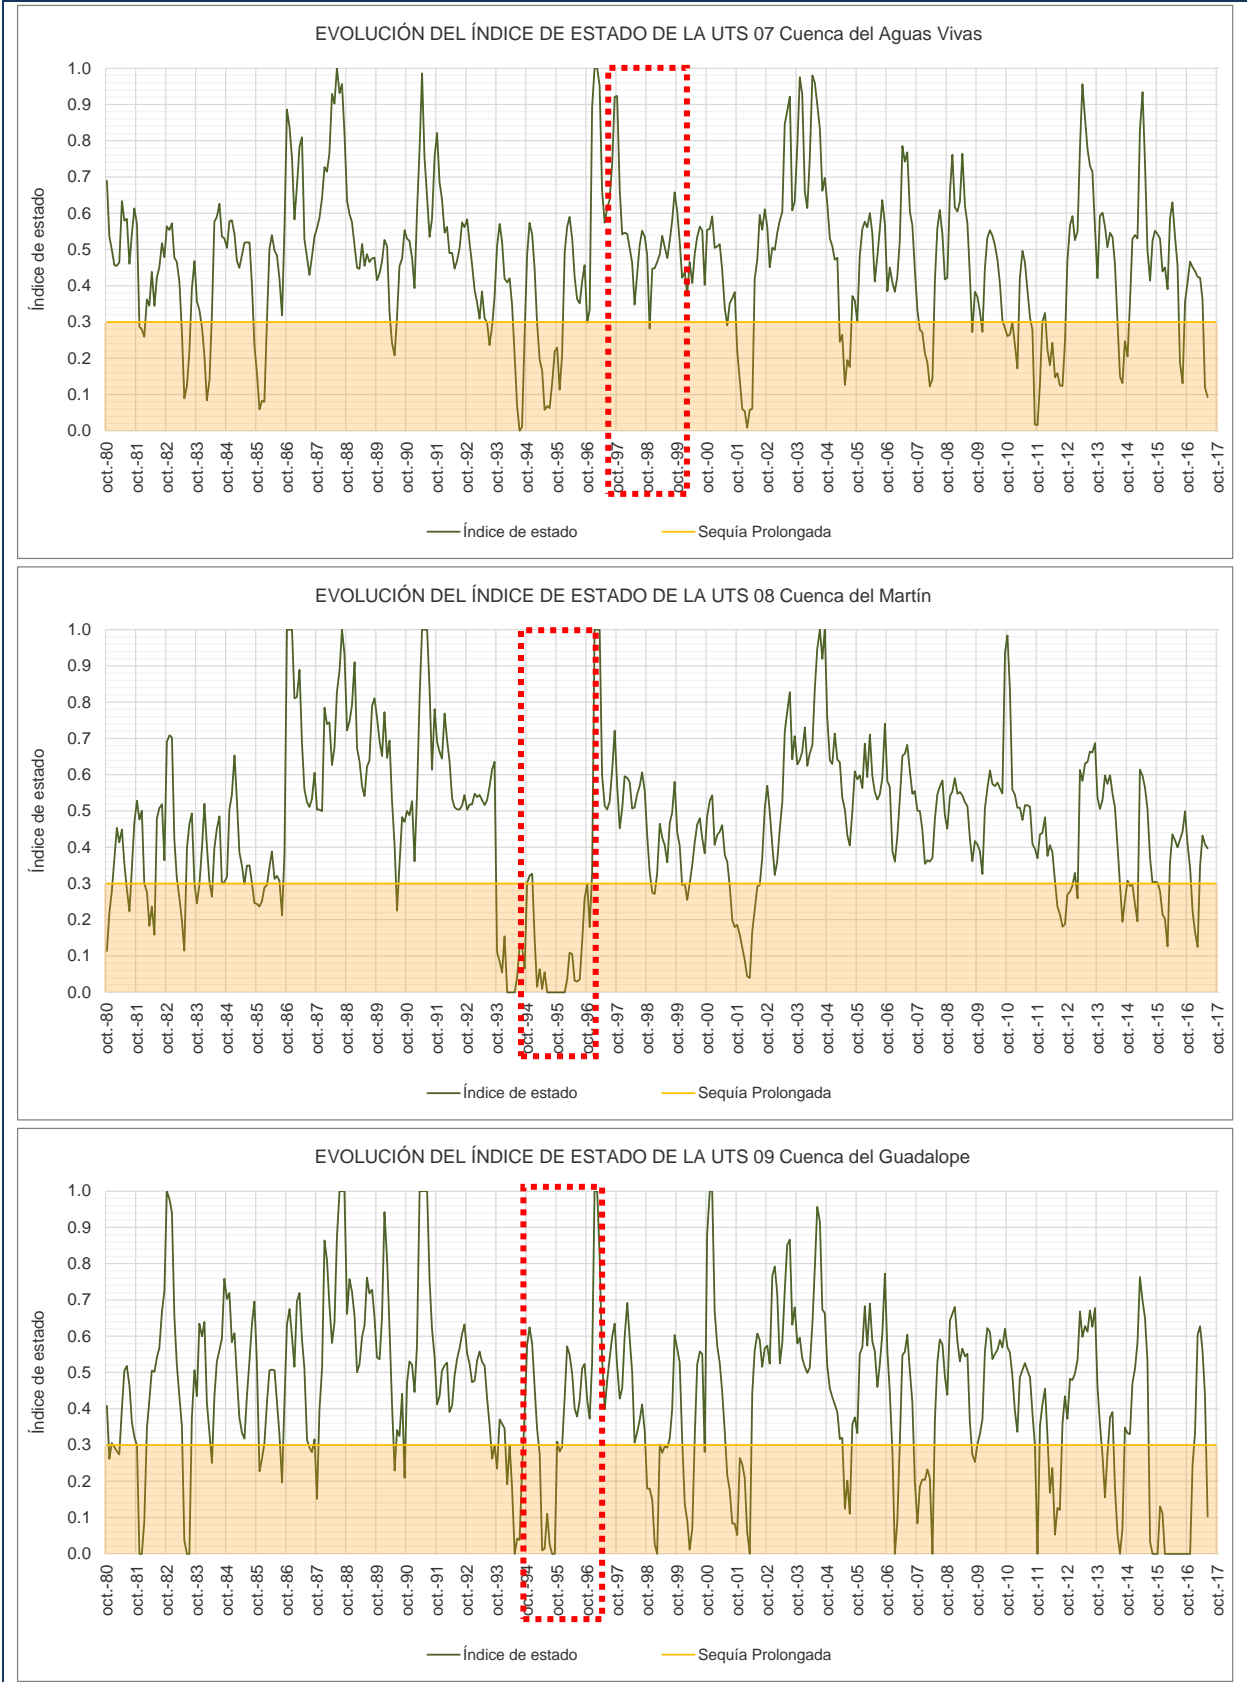 EVOLUCIÓN DEL ÍNDICE DE ESTADO DE LA UTS 07 Cuenca del Aguas Vivas
Índice de estado
1.0
0.9
0.8
0.7
0.6
0.5
0.4
0.3
0.2
0.1
0.0
oct.-80 oct.-81 oct.-82 oct.-83 oct.-84 oct.-85 oct.-86 oct.-87 oct.-88 oct.-89 oct.-90 oct.-91 oct.-92 oct.-93 oct.-94 oct.-95 oct.-96 oct.-97 oct.-98 oct.-99 oct.-00 oct.-01 oct.-02 oct.-03 oct.-04 oct.-05 oct.-06 oct.-07 oct.-08 oct.-09 oct.-10 oct.-11 oct.-12 oct.-13 oct.-14 oct.-15 oct.-16 oct.-17
Índice de estado Sequía Prolongada
EVOLUCIÓN DEL ÍNDICE DE ESTADO DE LA UTS 08 Cuenca del Martín
Índice de estado
1.0
0.9
0.8
0.7
0.6
0.5
0.4
0.3
0.2
0.1
0.0
oct.-80 oct.-81 oct.-82 oct.-83 oct.-84 oct.-85 oct.-86 oct.-87 oct.-88 oct.-89 oct.-90 oct.-91 oct.-92 oct.-93 oct.-94 oct.-95 oct.-96 oct.-97 oct.-98 oct.-99 oct.-00 oct.-01 oct.-02 oct.-03 oct.-04 oct.-05 oct.-06 oct.-07 oct.-08 oct.-09 oct.-10 oct.-11 oct.-12 oct.-13 oct.-14 oct.-15 oct.-16 oct.-17
Índice de estado Sequía Prolongada
EVOLUCIÓN DEL ÍNDICE DE ESTADO DE LA UTS 09 Cuenca del Guadalope
Índice de estado
1.0
0.9
0.8
0.7
0.6
0.5
0.4
0.3
0.2
0.1
0.0
oct.-80 oct.-81 oct.-82 oct.-83 oct.-84 oct.-85 oct.-86 oct.-87 oct.-88 oct.-89 oct.-90 oct.-91 oct.-92 oct.-93 oct.-94 oct.-95 oct.-96 oct.-97 oct.-98 oct.-99 oct.-00 oct.-01 oct.-02 oct.-03 oct.-04 oct.-05 oct.-06 oct.-07 oct.-08 oct.-09 oct.-10 oct.-11 oct.-12 oct.-13 oct.-14 oct.-15 oct.-16 oct.-17
Índice de estado Sequía Prolongada